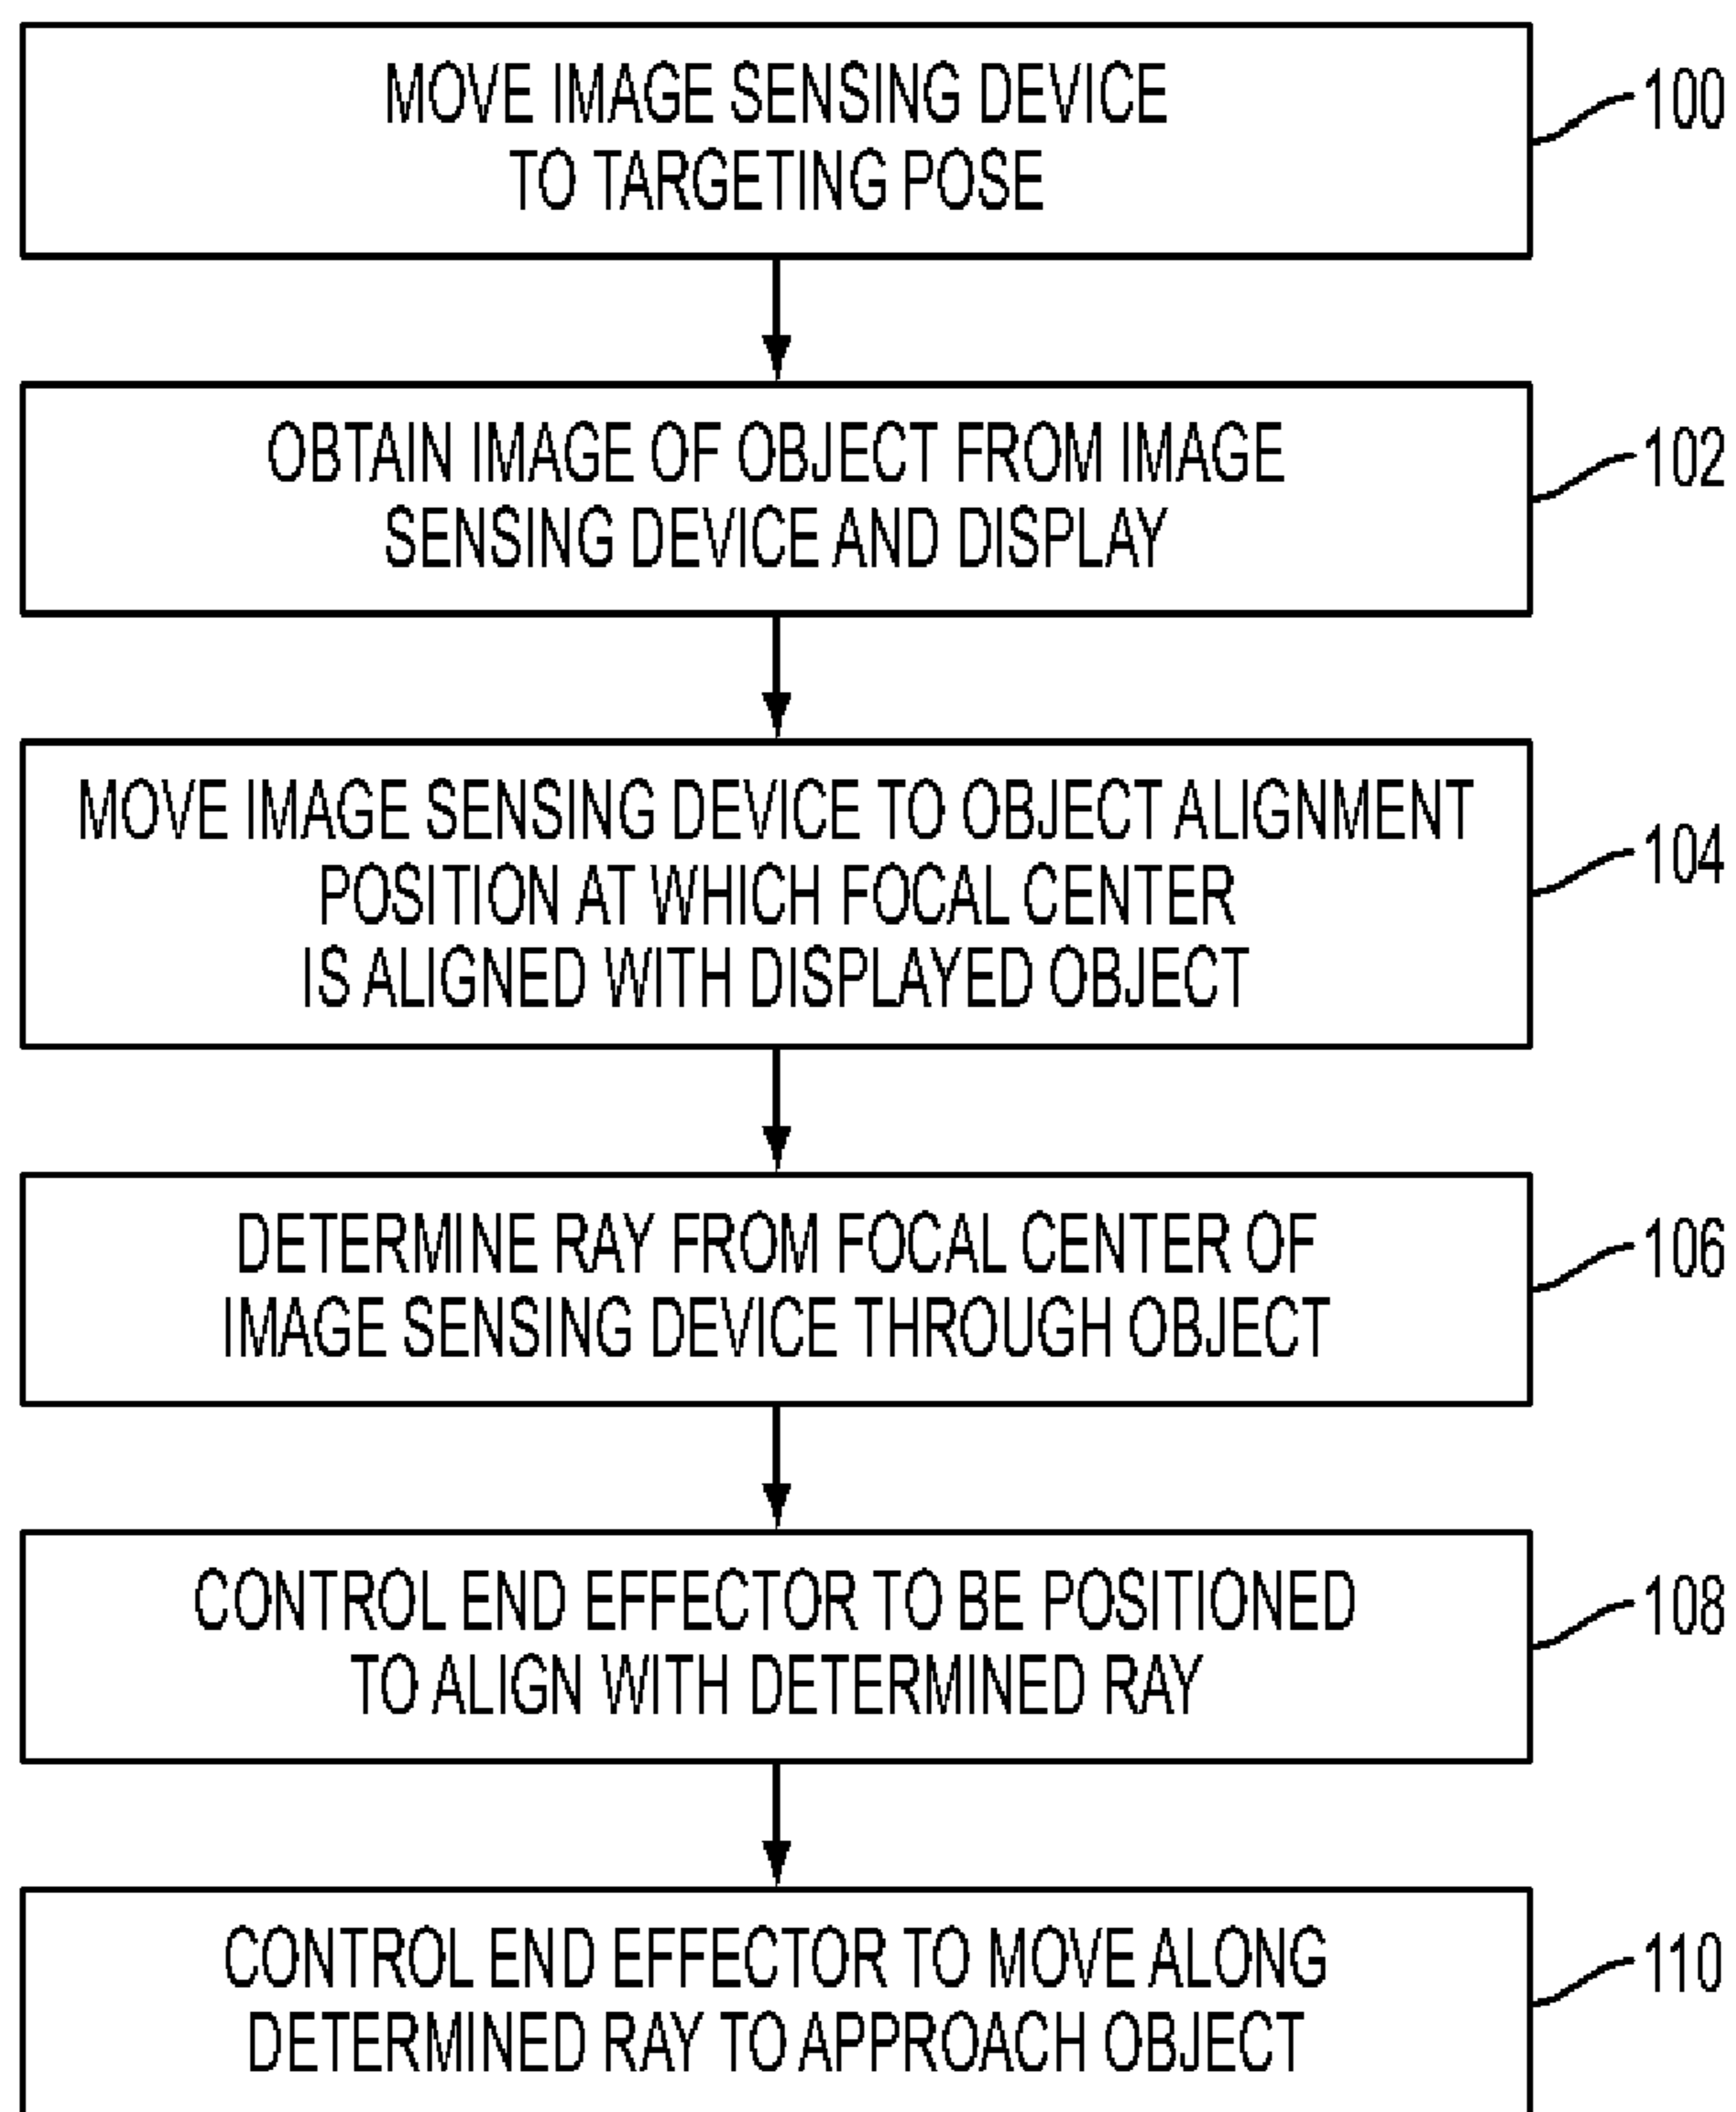 MOVE IMAGE SENSING DEVICE
TO TARGETING POSE
100
OBTAIN IMAGE OF OBJECT FROM IMAGE
SENSING DEVICE AND DISPLAY
102
MOVE IMAGE SENSING DEVICE TO OBJECT ALIGNMENT
POSITION AT WHICH FOCAL CENTER
IS ALIGNED WITH DISPLAYED OBJECT
104
DETERMINE RAY FROM FOCAL CENTER OF
IMAGE SENSING DEVICE THROUGH OBJECT
106
CONTROL END EFFECTOR TO BE POSITIONED
TO ALIGN WITH DETERMINED RAY
108
CONTROL END EFFECTOR TO MOVE ALONG
DETERMINED RAY TO APPROACH OBJECT
110